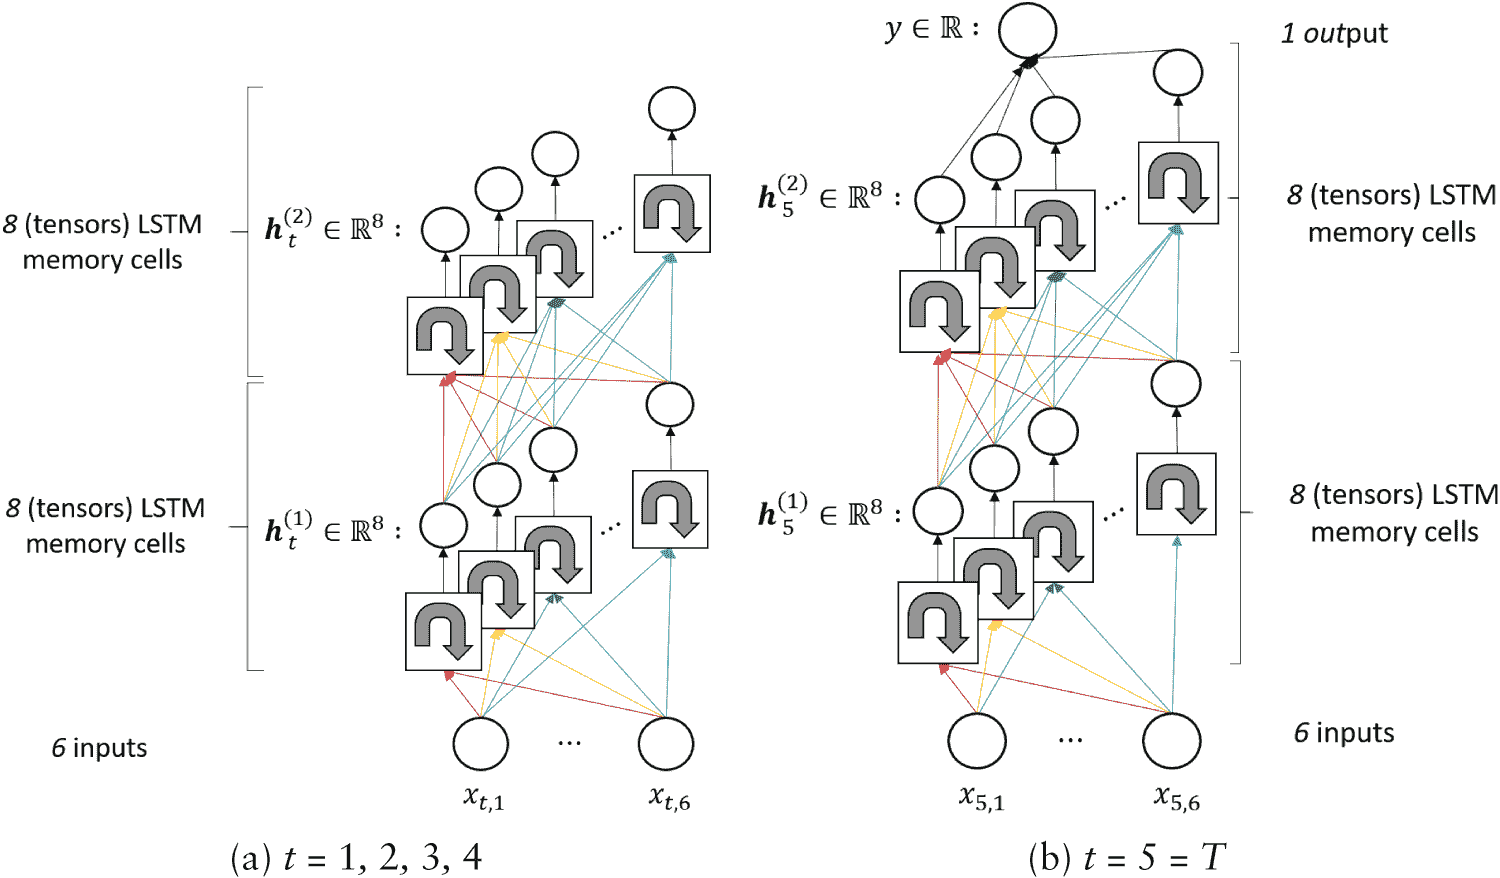 y ∈ ℝ :
1 output
8 (tensors) LSTM
memory cells
𝒉_t^(2) ∈ ℝ^8 :
...
𝒉_5^(2) ∈ ℝ^8 :
...
8 (tensors) LSTM
memory cells
8 (tensors) LSTM
memory cells
𝒉_t^(1) ∈ ℝ^8 :
...
𝒉_5^(1) ∈ ℝ^8 :
...
8 (tensors) LSTM
memory cells
6 inputs
...
...
6 inputs
x_t,1
x_t,6
x_5,1
x_5,6
(a) t = 1, 2, 3, 4
(b) t = 5 = T